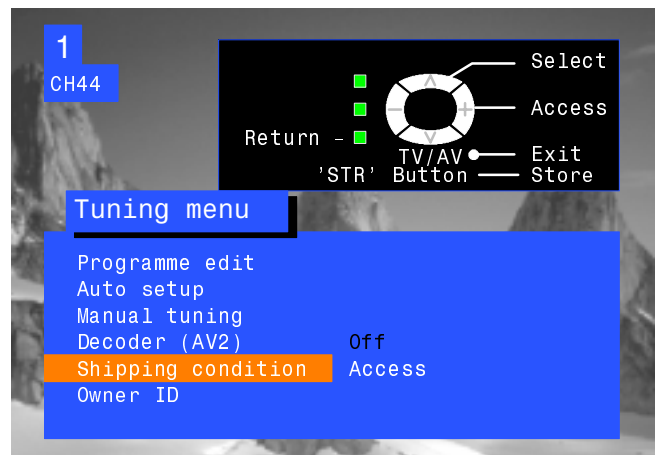 1
CH44
Select
Access
Return –
TV/AV Exit
'STR' Button Store
Tuning menu
Programme edit
Auto setup
Manual tuning
Decoder (AV2) Off
Shipping condition Access
Owner ID